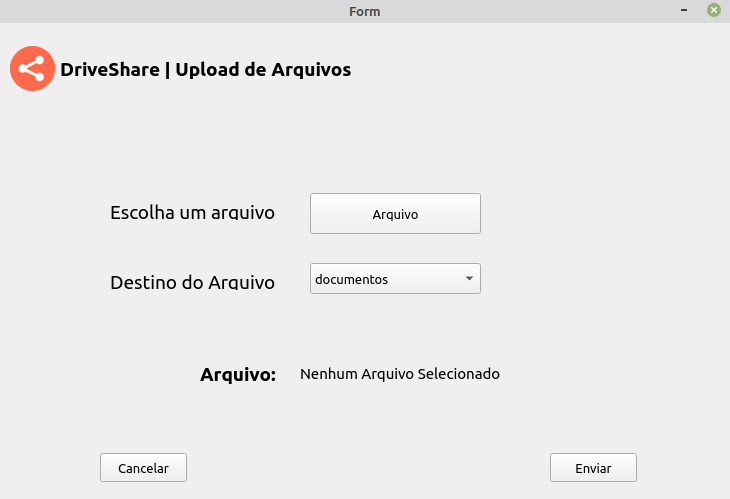 Form
DriveShare | Upload de Arquivos
Escolha um arquivo
Arquivo
Destino do Arquivo
documentos
Arquivo: Nenhum Arquivo Selecionado
Cancelar
Enviar